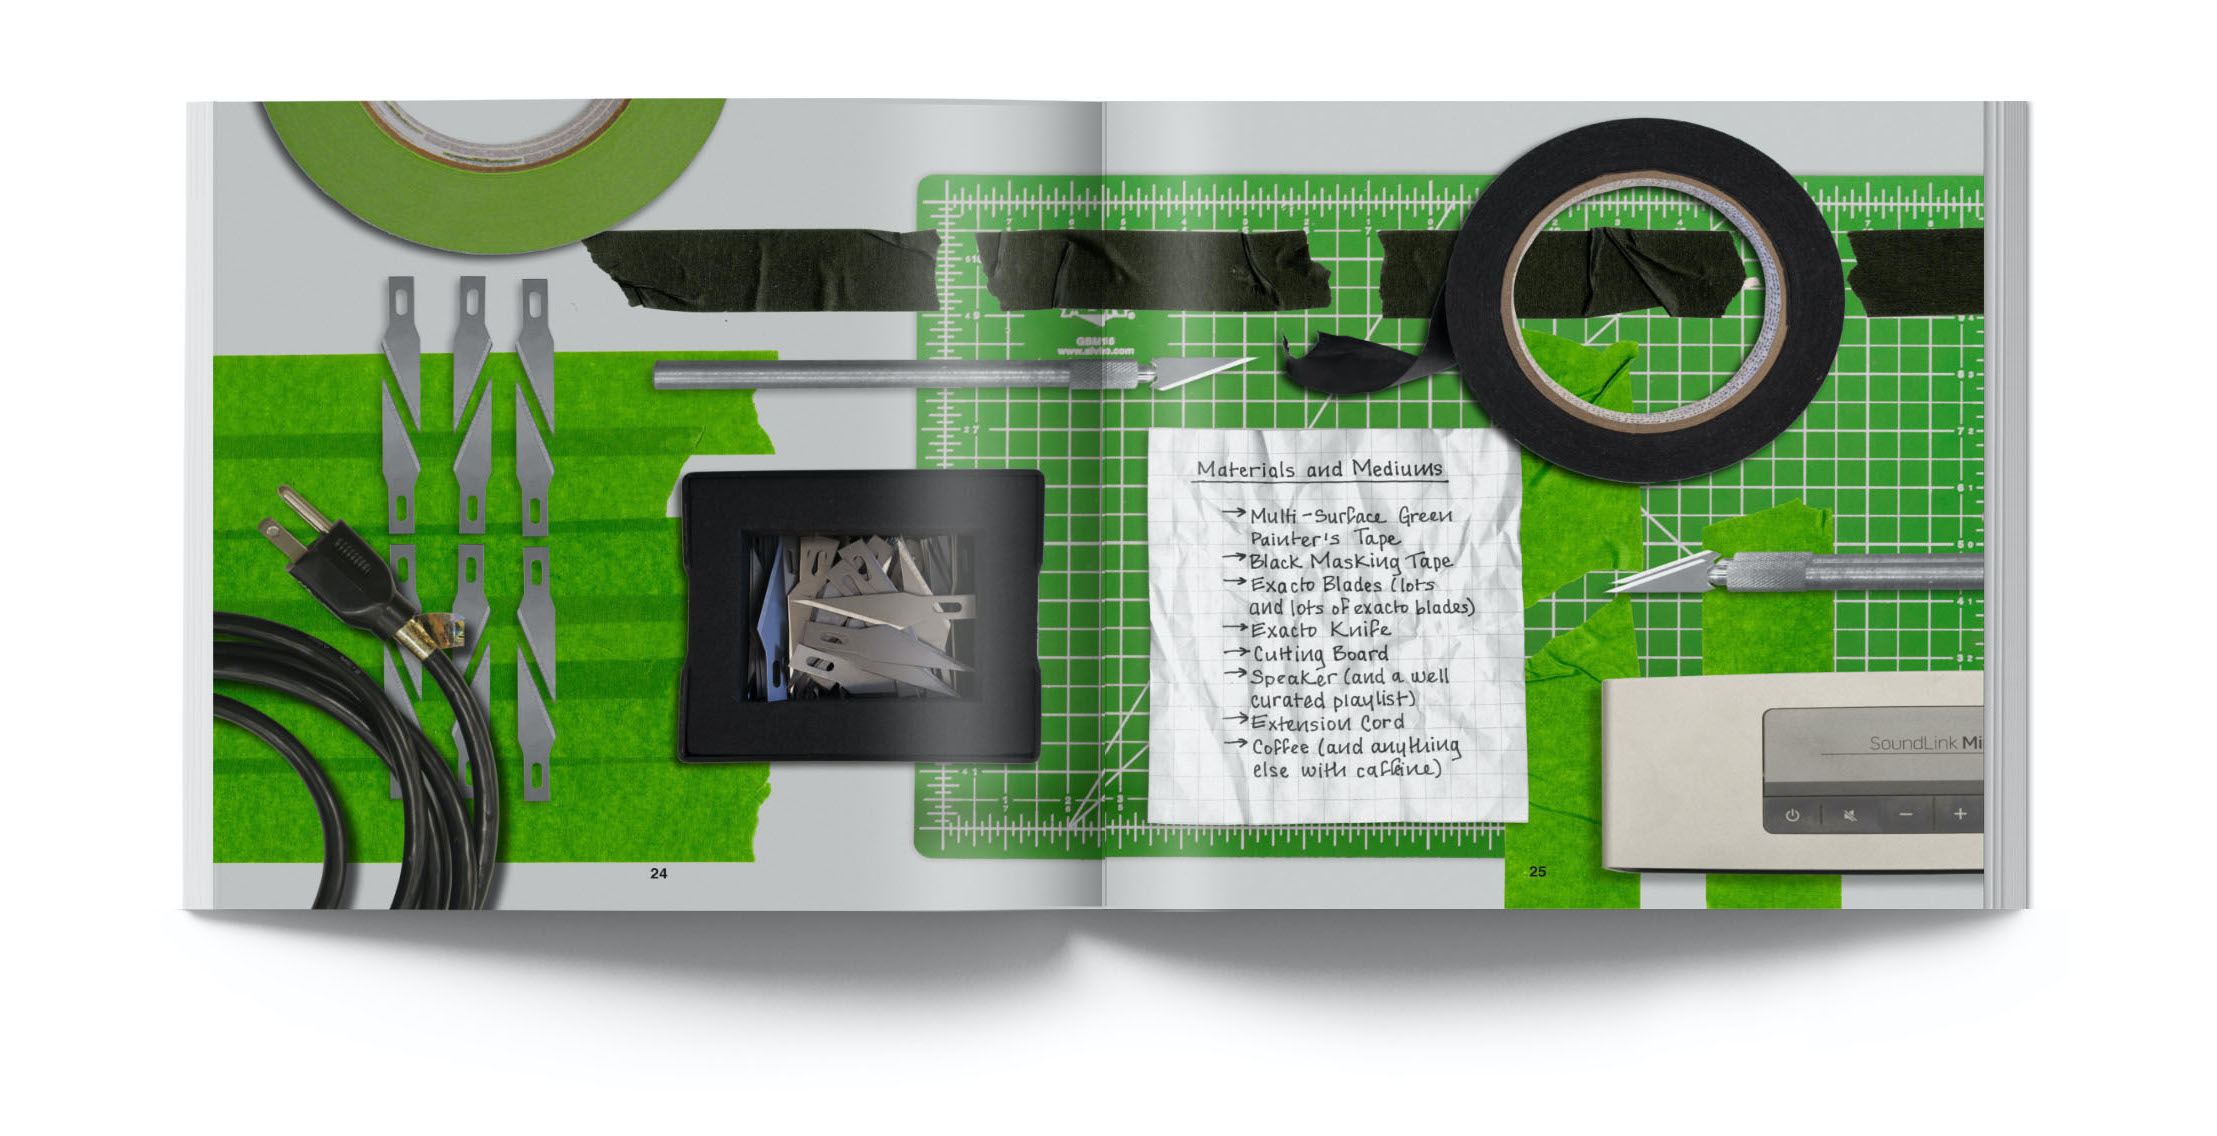 GBM
www.alvin.com
Materials and Mediums
→ Multi-Surface Green
Painter's Tape
→ Black Masking Tape
→ Exacto Blades (lots
and lots of exacto blades)
→ Exacto Knife
→ Cutting Board
→ Speaker (and a well
curated playlist)
→ Extension Cord
→ Coffee (and anything
else with caffeine)
SoundLink Mi
24
25